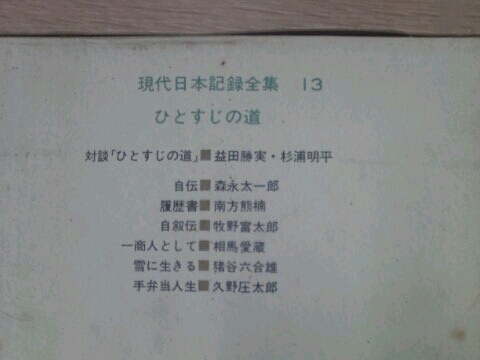 現代日本記録全集 13
ひとすじの道
対談「ひとすじの道」■益田勝実・杉浦明平
自伝■森永太一郎
履歴書■南方熊楠
自叙伝■牧野富太郎
一商人として■相馬愛蔵
雪に生きる■猪谷六合雄
手弁当人生■久野庄太郎